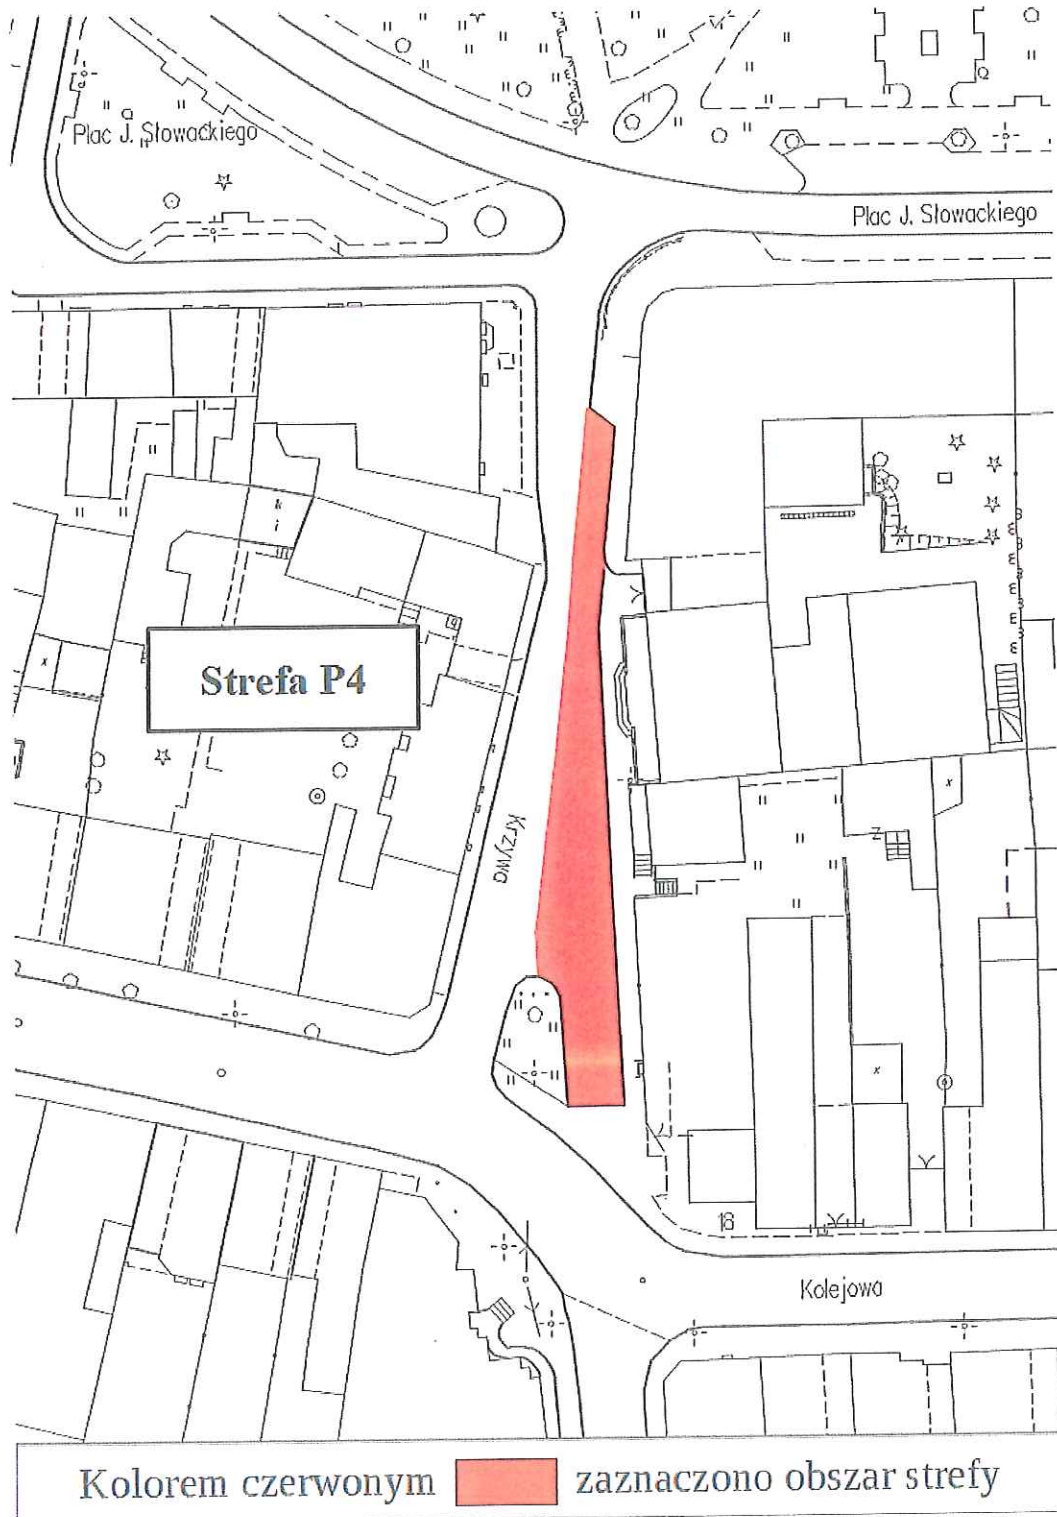 Plac J. Słowackiego
Plac J. Słowackiego
k
i
Strefa P4
x
x
Krzywa
Z
x
18
Kolejowa
Kolorem czerwonym zaznaczono obszar strefy